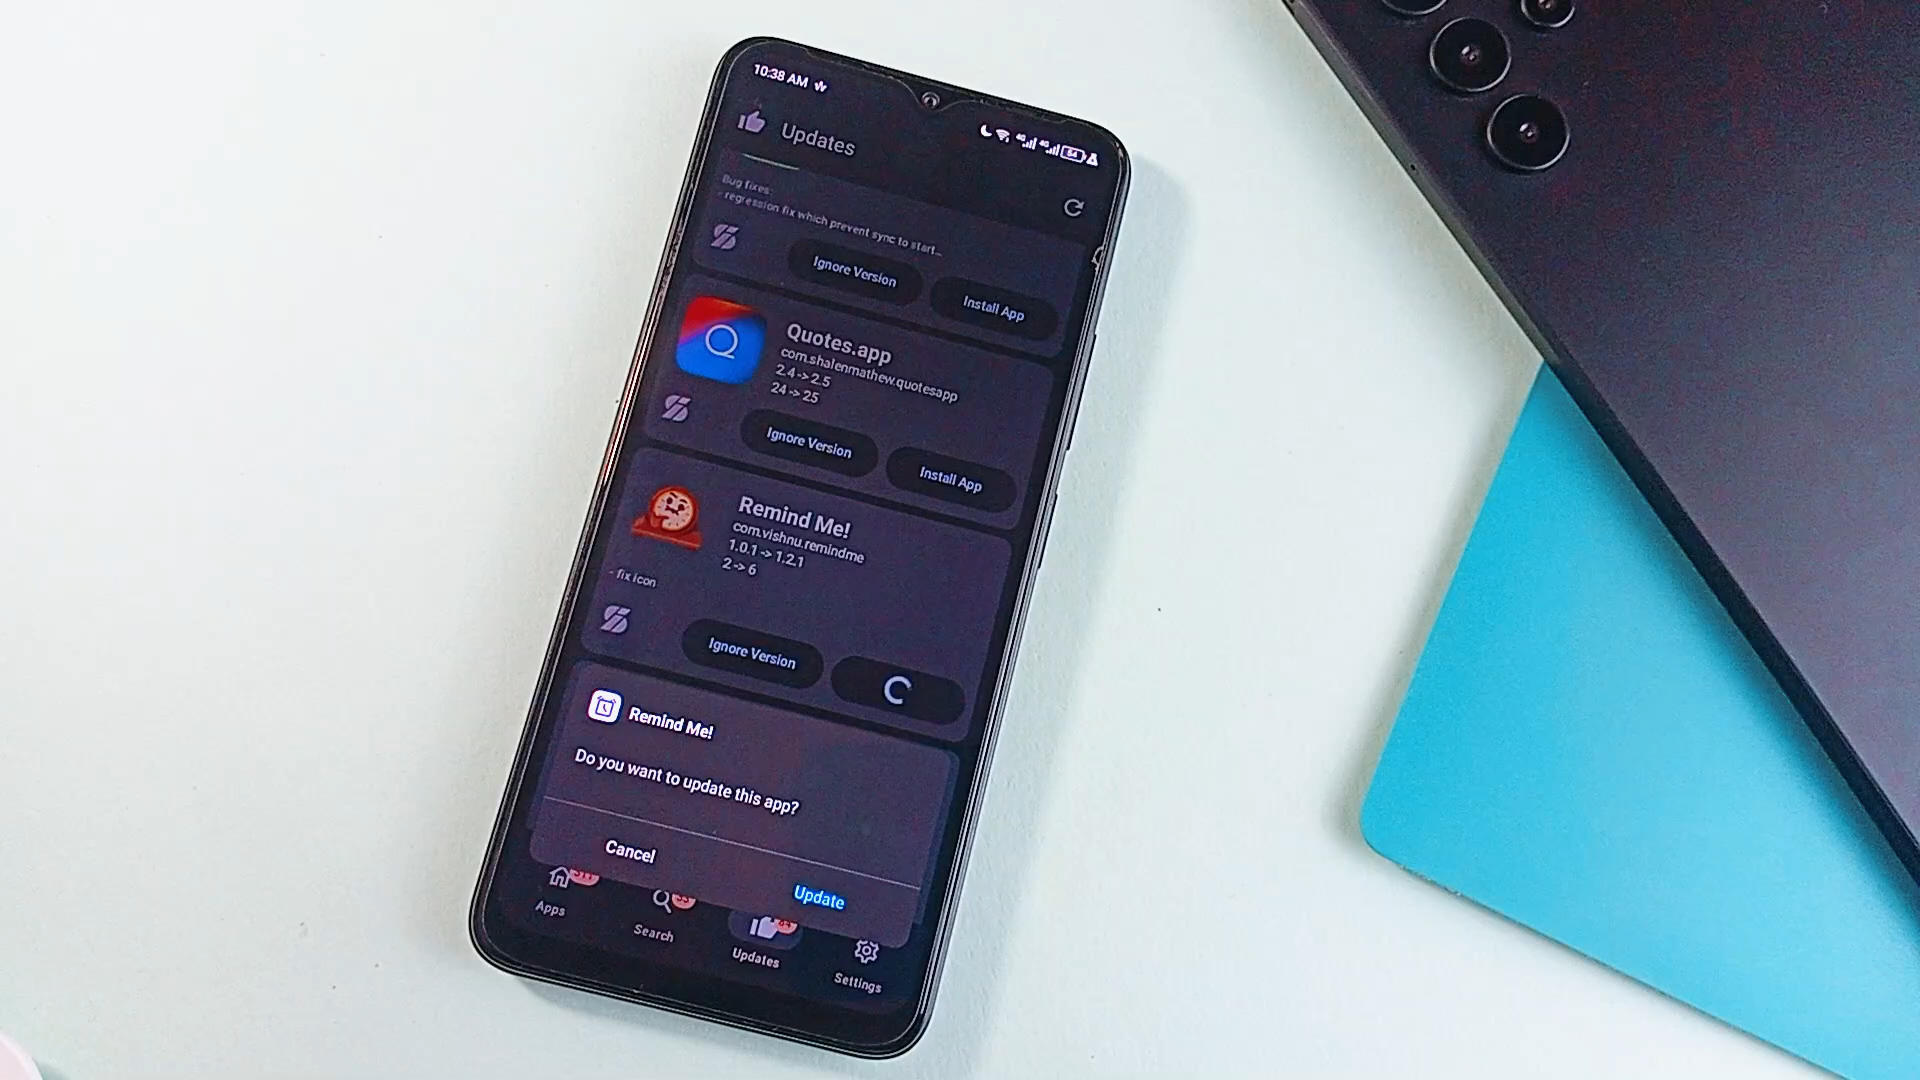 10:38 AM
54
Updates
Bug fixes:
- regression fix which prevent sync to start...
Ignore Version
Install App
Quotes.app
com.shalenmathew.quotesapp
2.4 -> 2.5
24 -> 25
Ignore Version
Install App
Remind Me!
com.vishnu.remindme
1.0.1 -> 1.2.1
2 -> 6
- fix icon
Ignore Version
Remind Me!
Do you want to update this app?
Cancel
Update
Apps
Search
Updates
Settings